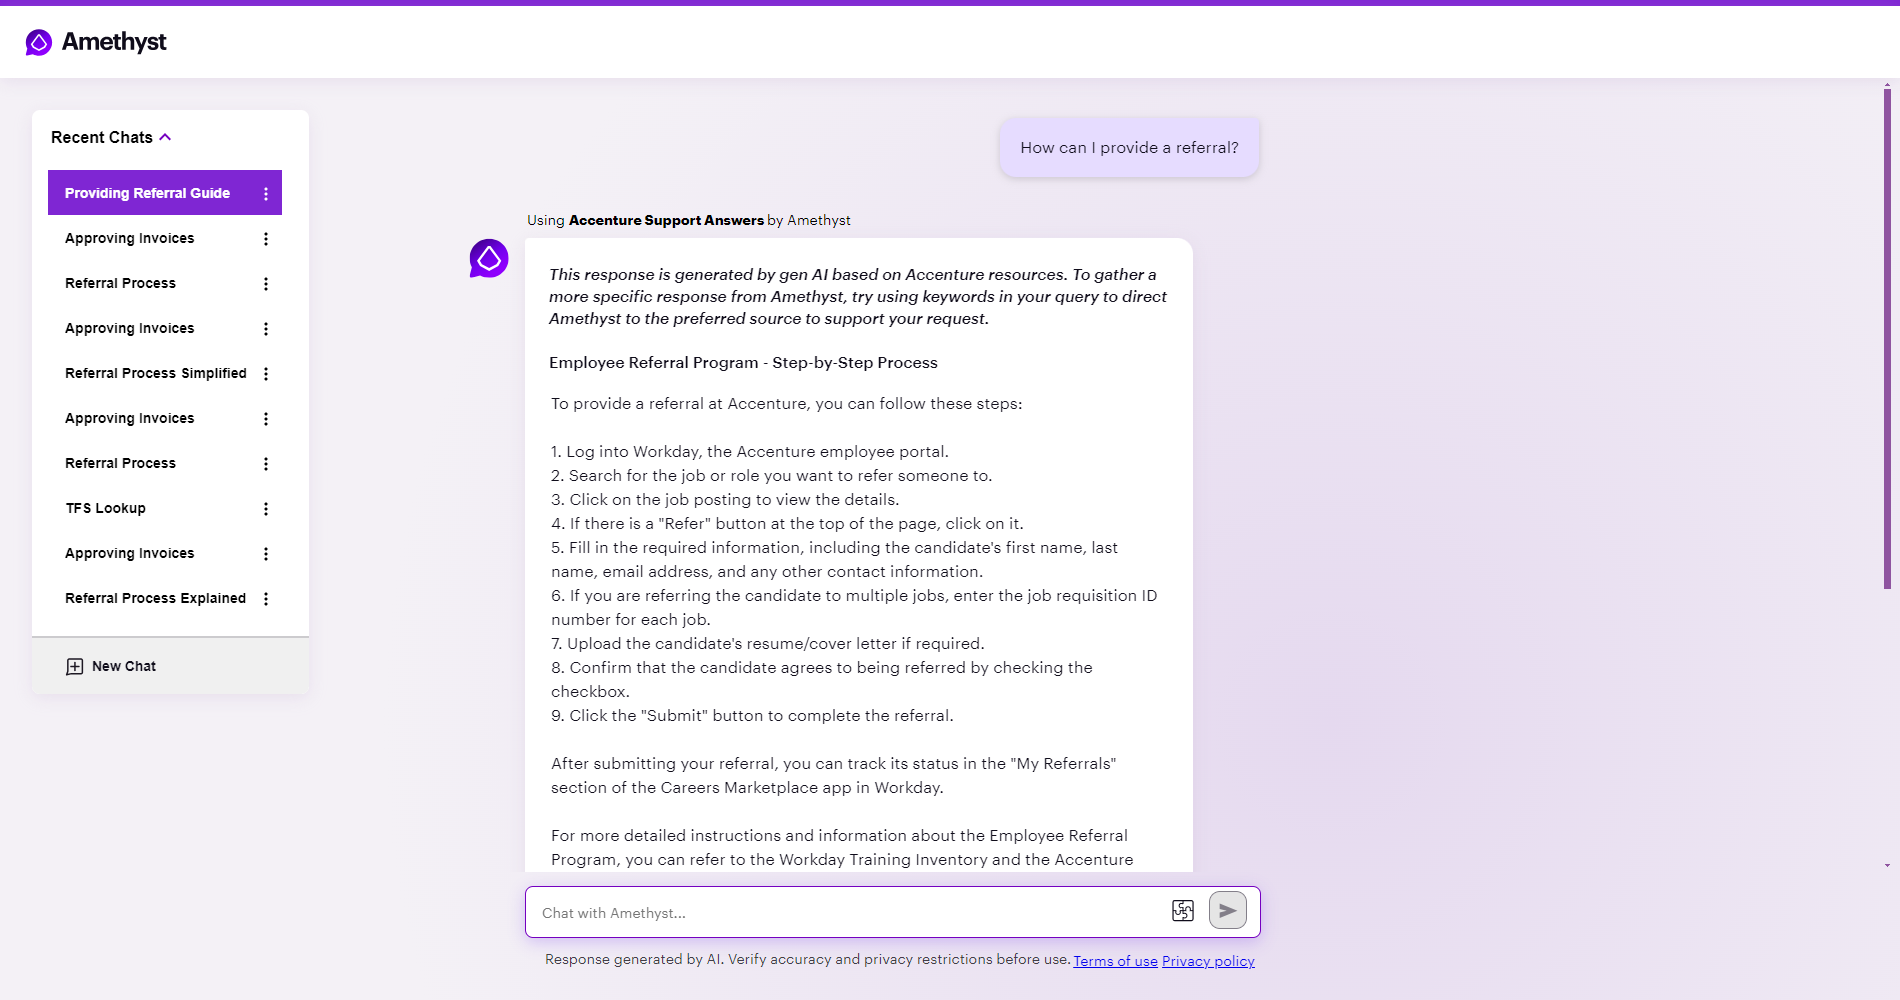 Amethyst
Recent Chats
Providing Referral Guide
Approving Invoices
Referral Process
Approving Invoices
Referral Process Simplified
Approving Invoices
Referral Process
TFS Lookup
Approving Invoices
Referral Process Explained
New Chat
How can I provide a referral?
Using Accenture Support Answers by Amethyst
This response is generated by gen AI based on Accenture resources. To gather a
more specific response from Amethyst, try using keywords in your query to direct
Amethyst to the preferred source to support your request.
Employee Referral Program - Step-by-Step Process
To provide a referral at Accenture, you can follow these steps:
1. Log into Workday, the Accenture employee portal.
2. Search for the job or role you want to refer someone to.
3. Click on the job posting to view the details.
4. If there is a "Refer" button at the top of the page, click on it.
5. Fill in the required information, including the candidate's first name, last
name, email address, and any other contact information.
6. If you are referring the candidate to multiple jobs, enter the job requisition ID
number for each job.
7. Upload the candidate's resume/cover letter if required.
8. Confirm that the candidate agrees to being referred by checking the
checkbox.
9. Click the "Submit" button to complete the referral.
After submitting your referral, you can track its status in the "My Referrals"
section of the Careers Marketplace app in Workday.
For more detailed instructions and information about the Employee Referral
Program, you can refer to the Workday Training Inventory and the Accenture
Chat with Amethyst...
Response generated by AI. Verify accuracy and privacy restrictions before use. Terms of use Privacy policy